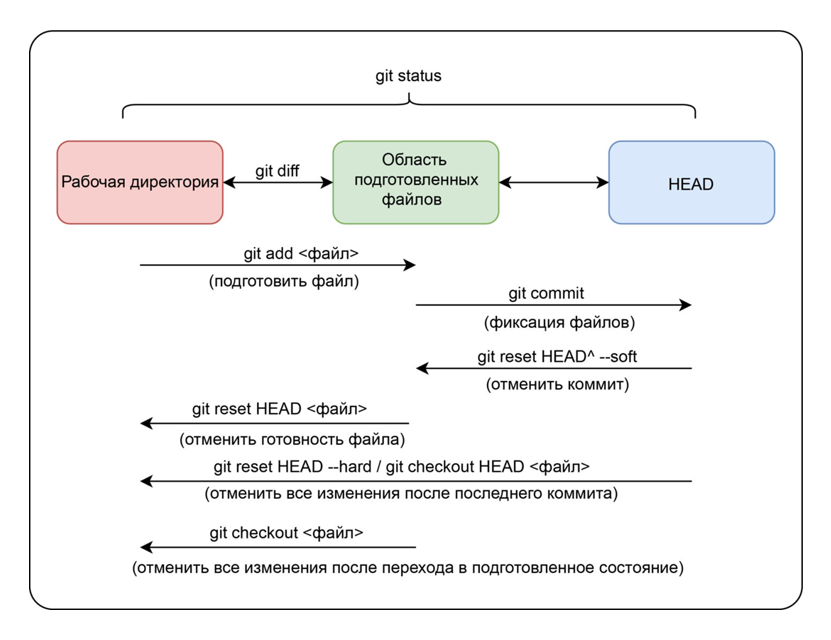 git status
Рабочая директория
git diff
Область
подготовленных
файлов
HEAD
git add <файл>
(подготовить файл)
git commit
(фиксация файлов)
git reset HEAD^ --soft
(отменить коммит)
git reset HEAD <файл>
(отменить готовность файла)
git reset HEAD --hard / git checkout HEAD <файл>
(отменить все изменения после последнего коммита)
git checkout <файл>
(отменить все изменения после перехода в подготовленное состояние)